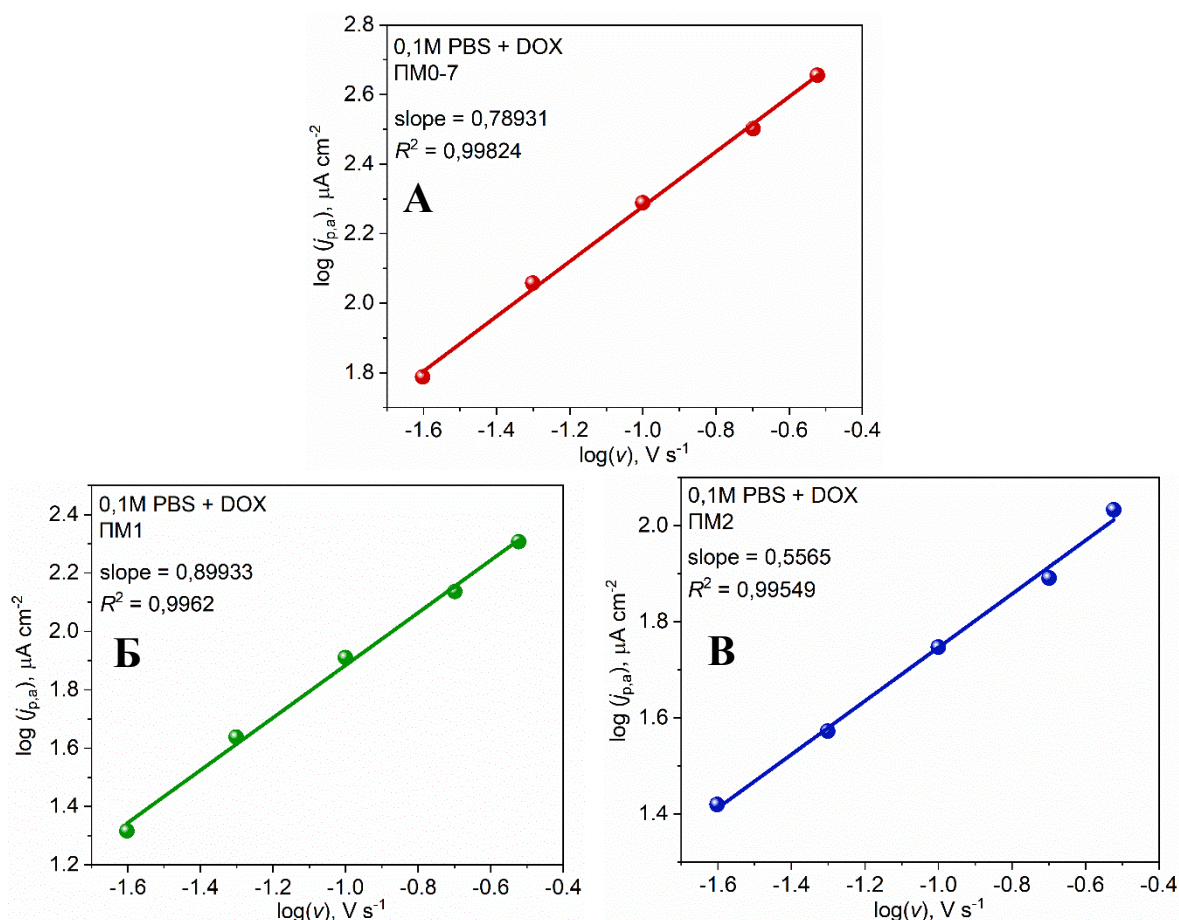 2.8
2.6
2.4
2.2
2.0
1.8
log (jp,a), μA cm-2
0,1M PBS + DOX
ПМ0-7
slope = 0,78931
R2 = 0,99824
А
-1.6 -1.4 -1.2 -1.0 -0.8 -0.6 -0.4
log(v), V s-1
2.4
2.2
2.0
1.8
1.6
1.4
1.2
log (jp,a), μA cm-2
0,1M PBS + DOX
ПМ1
slope = 0,89933
R2 = 0,9962
Б
-1.6 -1.4 -1.2 -1.0 -0.8 -0.6 -0.4
log(v), V s-1
2.0
1.8
1.6
1.4
log (jp,a), μA cm-2
0,1M PBS + DOX
ПМ2
slope = 0,5565
R2 = 0,99549
В
-1.6 -1.4 -1.2 -1.0 -0.8 -0.6 -0.4
log(v), V s-1